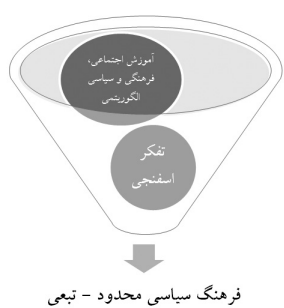 آموزش اجتماعی،
فرهنگی و سیاسی
الگوریتمی
تفکر
اسفنجی
فرهنگ سیاسی محدود - تبعی